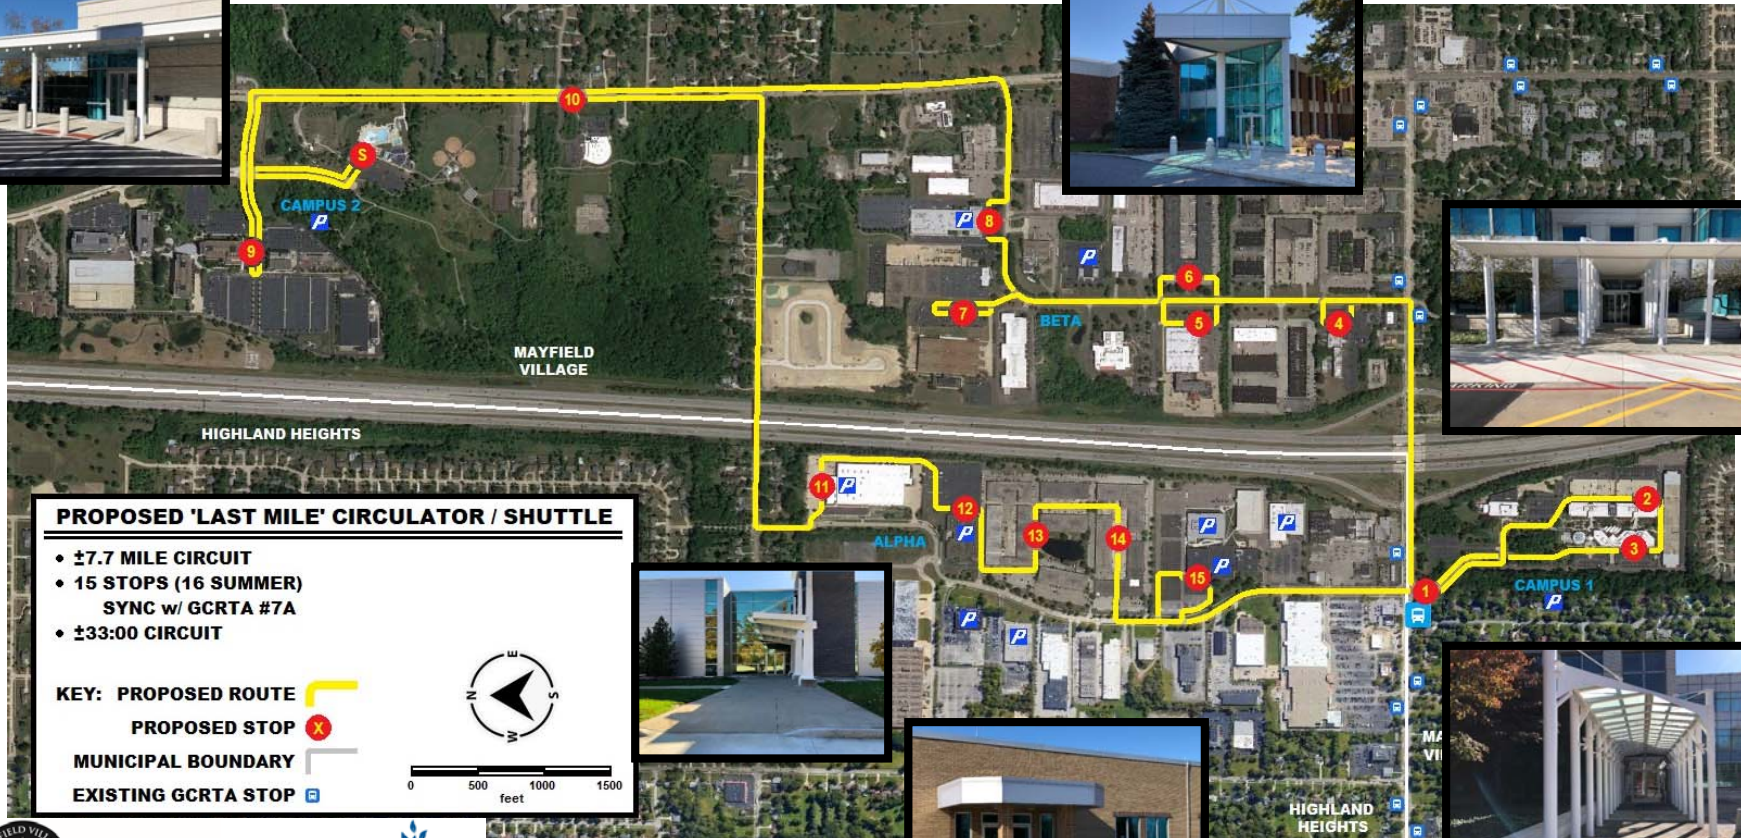 10
S
CAMPUS 2
P
9
P
8
P
6
7
BETA
5
4
MAYFIELD
VILLAGE
HIGHLAND HEIGHTS
11
P
12
P
ALPHA
13
14
P
P
15
P
2
3
1
CAMPUS 1
P
P
P
PROPOSED 'LAST MILE' CIRCULATOR / SHUTTLE
• ±7.7 MILE CIRCUIT
• 15 STOPS (16 SUMMER)
SYNC w/ GCRTA #7A
• ±33:00 CIRCUIT
KEY: PROPOSED ROUTE
PROPOSED STOP X
MUNICIPAL BOUNDARY
EXISTING GCRTA STOP
E
N
S
W
0 500 1000 1500
feet
HIGHLAND
HEIGHTS